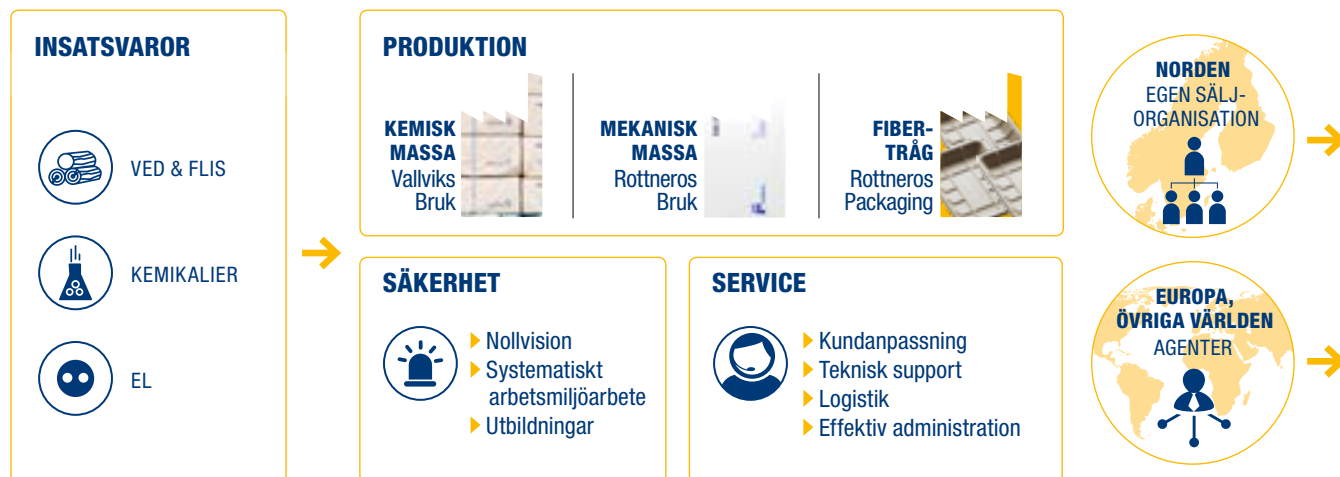 INSATSVAROR
VED & FLIS
KEMIKALIER
EL
PRODUKTION
KEMISK
MASSA
Vallviks
Bruk
MEKANISK
MASSA
Rottneros
Bruk
FIBER-
TRÅG
Rottneros
Packaging
SÄKERHET
Nollvision
Systematiskt
arbetsmiljöarbete
Utbildningar
SERVICE
Kundanpassning
Teknisk support
Logistik
Effektiv administration
NORDEN
EGEN SÄLJ-
ORGANISATION
EUROPA,
ÖVRIGA VÄRLDEN
AGENTER